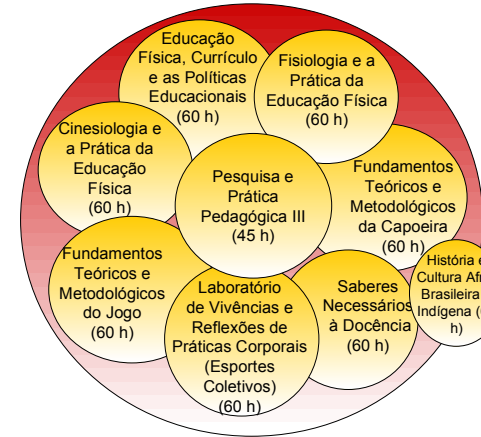 Educação
Física, Currículo
e as Políticas
Educacionais
(60 h)
Fisiologia e a
Prática da
Educação Física
(60 h)
Cinesiologia e
a Prática da
Educação
Física
(60 h)
Pesquisa e
Prática
Pedagógica III
(45 h)
Fundamentos
Teóricos e
Metodológicos
da Capoeira
(60 h)
Fundamentos
Teóricos e
Metodológicos
do Jogo
(60 h)
Laboratório
de Vivências e
Reflexões de
Práticas Corporais
(Esportes
Coletivos)
(60 h)
Saberes
Necessários
à Docência
(60 h)
História e
Cultura
Brasileira
Indígena
h)